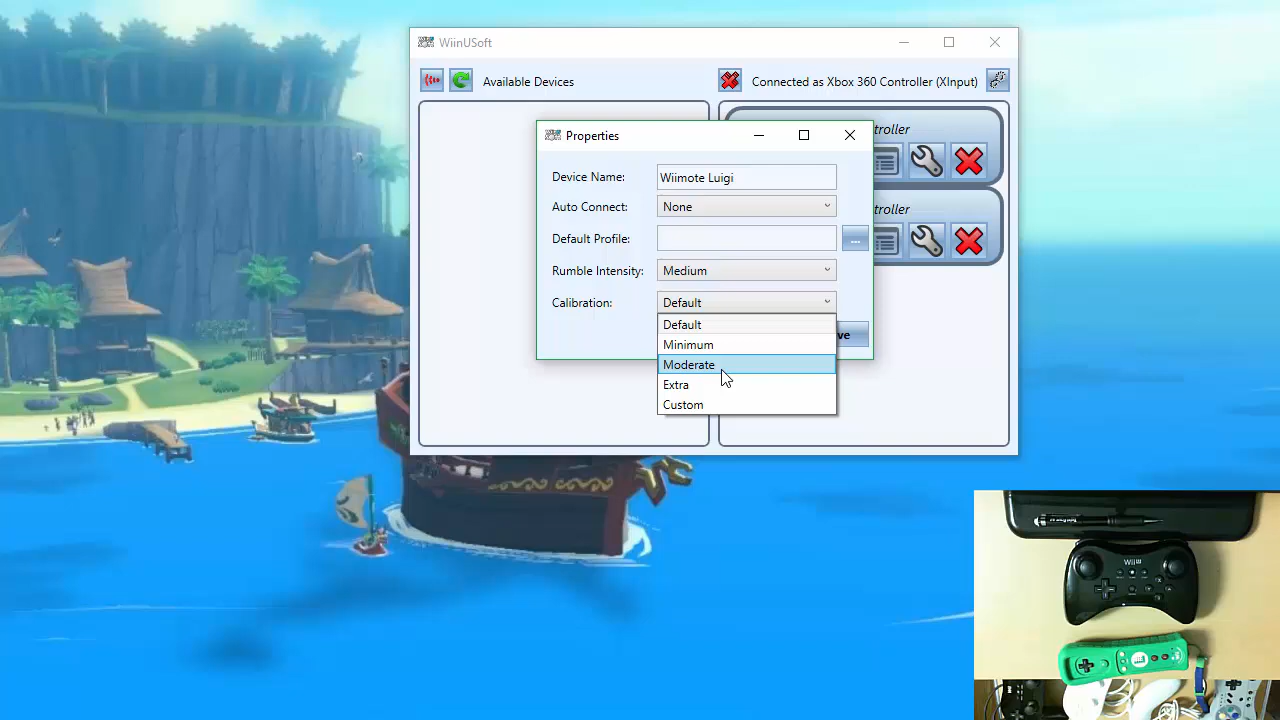 WiinUSoft
Available Devices
Connected as Xbox 360 Controller (XInput)
troller
Properties
Device Name:
Wiimote Luigi
Auto Connect:
None
troller
Default Profile:
...
Rumble Intensity:
Medium
Calibration:
Default
Default
ve
Minimum
Moderate
Extra
Custom
Wii U